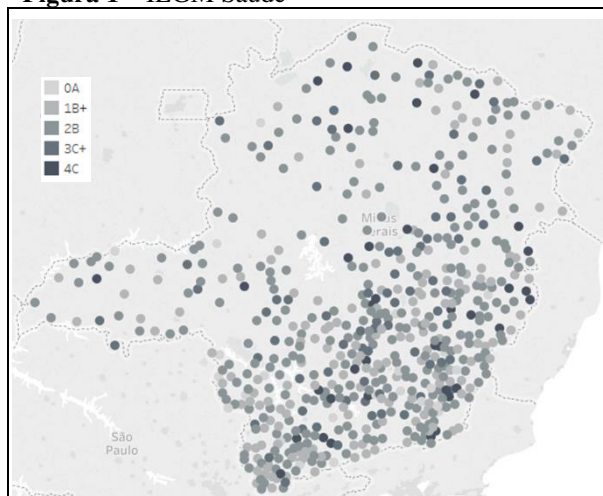 Figura 1 – IEGM Saúde
0A
1B+
2B
3C+
4C
Minas
Gerais
São
Paulo